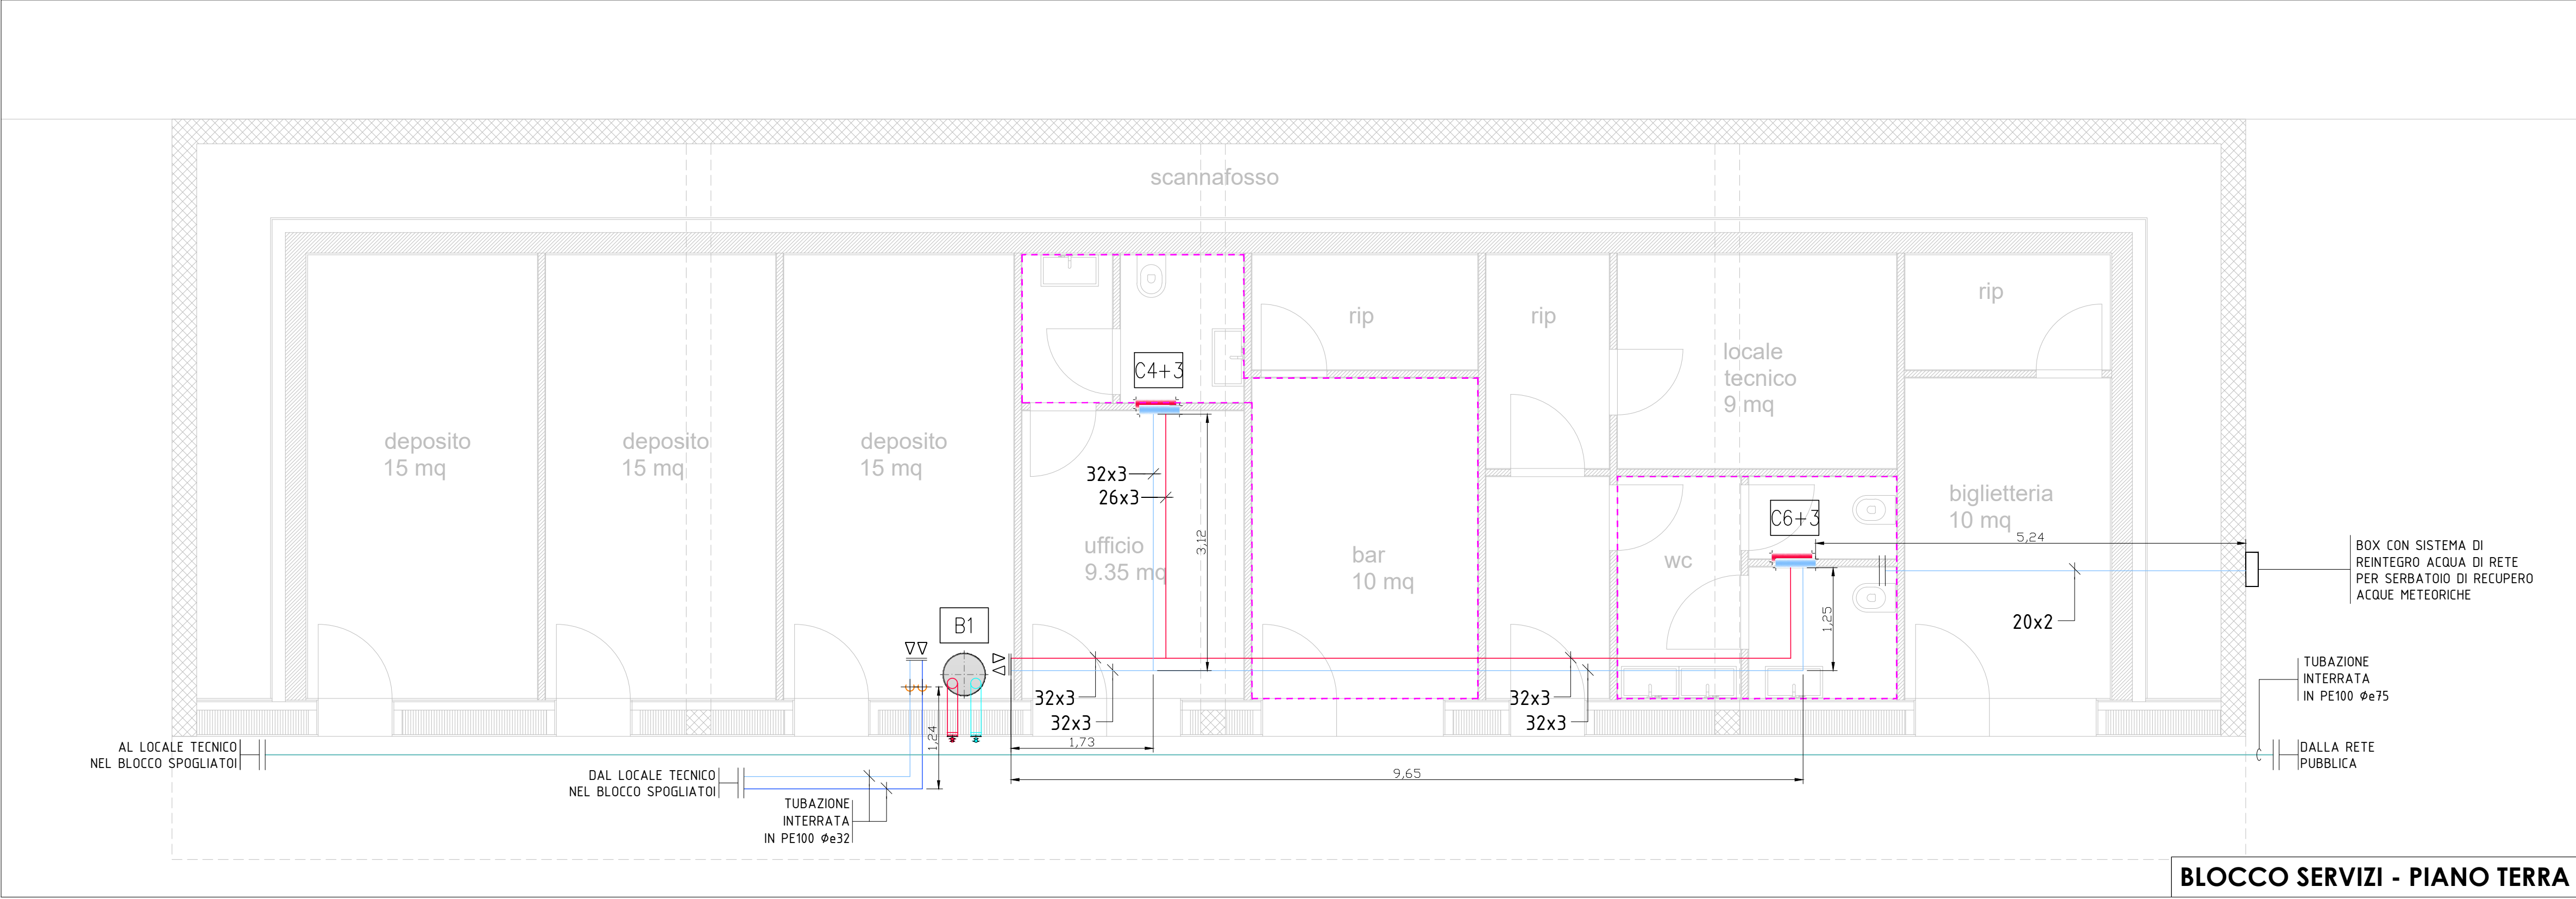 scannafosso
rip
rip
rip
locale
tecnico
9 mq
C4+3
deposito
15 mq
deposito
15 mq
deposito
15 mq
32x3
26x3
3,12
ufficio
9.35 mq
bar
10 mq
wc
C6+3
1,25
biglietteria
10 mq
5,24
20x2
BOX CON SISTEMA DI
REINTEGRO ACQUA DI RETE
PER SERBATOIO DI RECUPERO
ACQUE METEORICHE
B1
32x3
32x3
32x3
32x3
1,24
1,73
9,65
TUBAZIONE
INTERRATA
IN PE100 Øe75
AL LOCALE TECNICO
NEL BLOCCO SPOGLIATOI
DALLA RETE
PUBBLICA
DAL LOCALE TECNICO
NEL BLOCCO SPOGLIATOI
TUBAZIONE
INTERRATA
IN PE100 Øe32
BLOCCO SERVIZI - PIANO TERRA